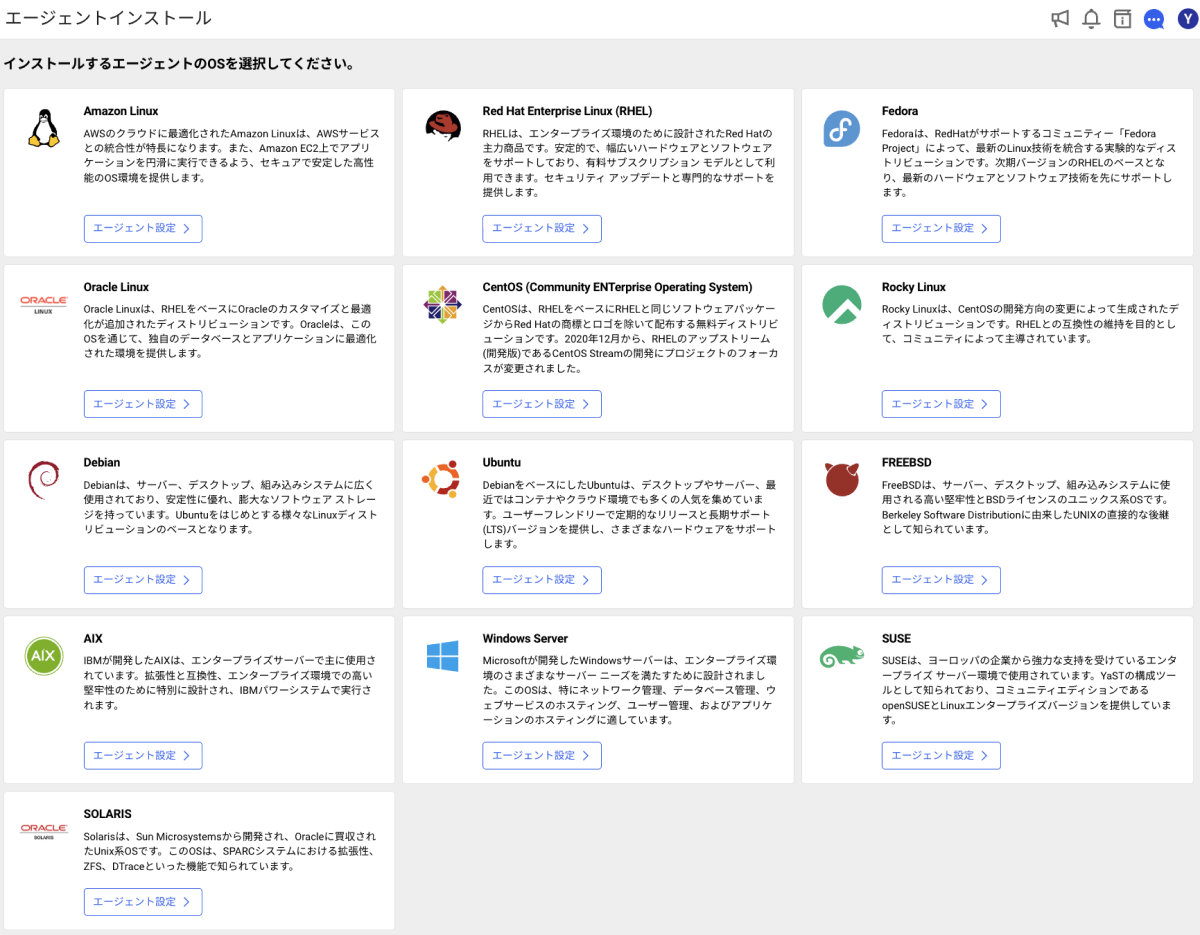 エージェントインストール
Y
インストールするエージェントのOSを選択してください。
Amazon Linux
AWSのクラウドに最適化されたAmazon Linuxは、AWSサービス
との統合性が特長になります。また、Amazon EC2上でアプリ
ケーションを円滑に実行できるよう、セキュアで安定した高性
能のOS環境を提供します。
エージェント設定
Red Hat Enterprise Linux (RHEL)
RHELは、エンタープライズ環境のために設計されたRed Hatの
主力商品です。安定的で、幅広いハードウェアとソフトウェア
をサポートしており、有料サブスクリプション モデルとして利
用できます。セキュリティ アップデートと専門的なサポートを
提供します。
エージェント設定
Fedora
Fedoraは、RedHatがサポートするコミュニティー「Fedora
Project」によって、最新のLinux技術を統合する実験的なディス
トリビューションです。次期バージョンのRHELのベースとな
り、最新のハードウェアとソフトウェア技術を先にサポートし
ます。
エージェント設定
ORACLE
LINUX
Oracle Linux
Oracle Linuxは、RHELをベースにOracleのカスタマイズと最適
化が追加されたディストリビューションです。Oracleは、この
OSを通じて、独自のデータベースとアプリケーションに最適化
された環境を提供します。
エージェント設定
CentOS (Community ENTerprise Operating System)
CentOSは、RHELをベースにRHELと同じソフトウェアパッケー
ジからRed Hatの商標とロゴを除いて配布する無料ディストリビ
ューションです。2020年12月から、RHELのアップストリーム
(開発版)であるCentOS Streamの開発にプロジェクトのフォーカ
スが変更されました。
エージェント設定
Rocky Linux
Rocky Linuxは、CentOSの開発方向の変更によって生成されたデ
ィストリビューションです。RHELとの互換性の維持を目的とし
て、コミュニティによって主導されています。
エージェント設定
Debian
Debianは、サーバー、デスクトップ、組み込みシステムに広く
使用されており、安定性に優れ、膨大なソフトウェア ストレー
ジを持っています。Ubuntuをはじめとする様々なLinuxディスト
リビューションのベースとなります。
エージェント設定
Ubuntu
DebianをベースにしたUbuntuは、デスクトップやサーバー、最
近ではコンテナやクラウド環境でも多くの人気を集めていま
す。ユーザーフレンドリーで定期的なリリースと長期サポート
(LTS)バージョンを提供し、さまざまなハードウェアをサポート
します。
エージェント設定
FREEBSD
FreeBSDは、サーバー、デスクトップ、組み込みシステムに使
用される高い堅牢性とBSDライセンスのユニックス系OSです。
Berkeley Software Distributionに由来したUNIXの直接的な後継
として知られています。
エージェント設定
AIX
AIX
IBMが開発したAIXは、エンタープライズサーバーで主に使用さ
れています。拡張性と互換性、エンタープライズ環境での高い
堅牢性のために特別に設計され、IBMパワーシステムで実行さ
れます。
エージェント設定
Windows Server
Microsoftが開発したWindowsサーバーは、エンタープライズ環
境のさまざまなサーバー ニーズを満たすために設計されまし
た。このOSは、特にネットワーク管理、データベース管理、ウ
ェブサービスのホスティング、ユーザー管理、およびアプリケ
ーションのホスティングに適しています。
エージェント設定
SUSE
SUSEは、ヨーロッパの企業から強力な支持を受けているエンタ
ープライズ サーバー環境で使用されています。YaSTの構成ツー
ルとして知られており、コミュニティエディションである
openSUSEとLinuxエンタープライズバージョンを提供していま
す。
エージェント設定
ORACLE
SOLARIS
SOLARIS
Solarisは、Sun Microsystemsから開発され、Oracleに買収され
たUnix系OSです。このOSは、SPARCシステムにおける拡張性、
ZFS、DTraceといった機能で知られています。
エージェント設定